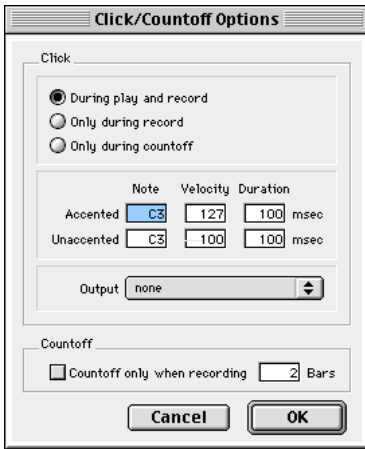 Click/Countoff Options
Click
During play and record
Only during record
Only during countoff
Note Velocity Duration
Accented C3 127 100 msec
Unaccented C3 100 100 msec
Output none
Countoff
Countoff only when recording 2 Bars
Cancel OK